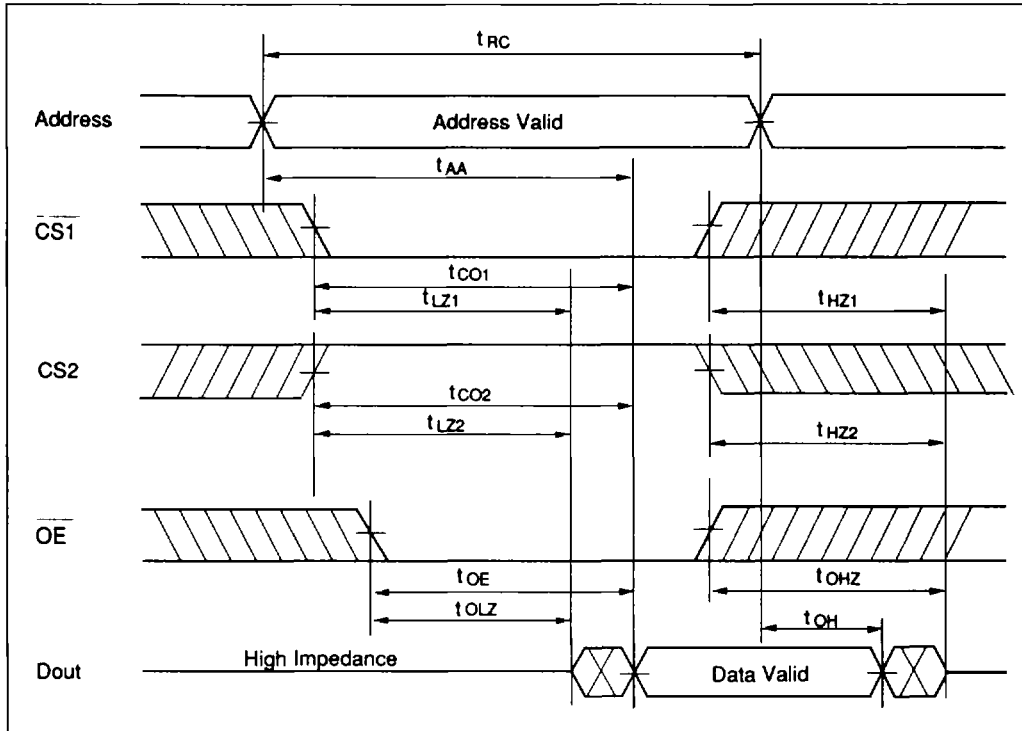 tRC
Address
Address Valid
tAA
CS1
tCO1
tLZ1
tHZ1
CS2
tCO2
tLZ2
tHZ2
OE
tOE
tOHZ
tOLZ
tOH
Dout
High Impedance
Data Valid